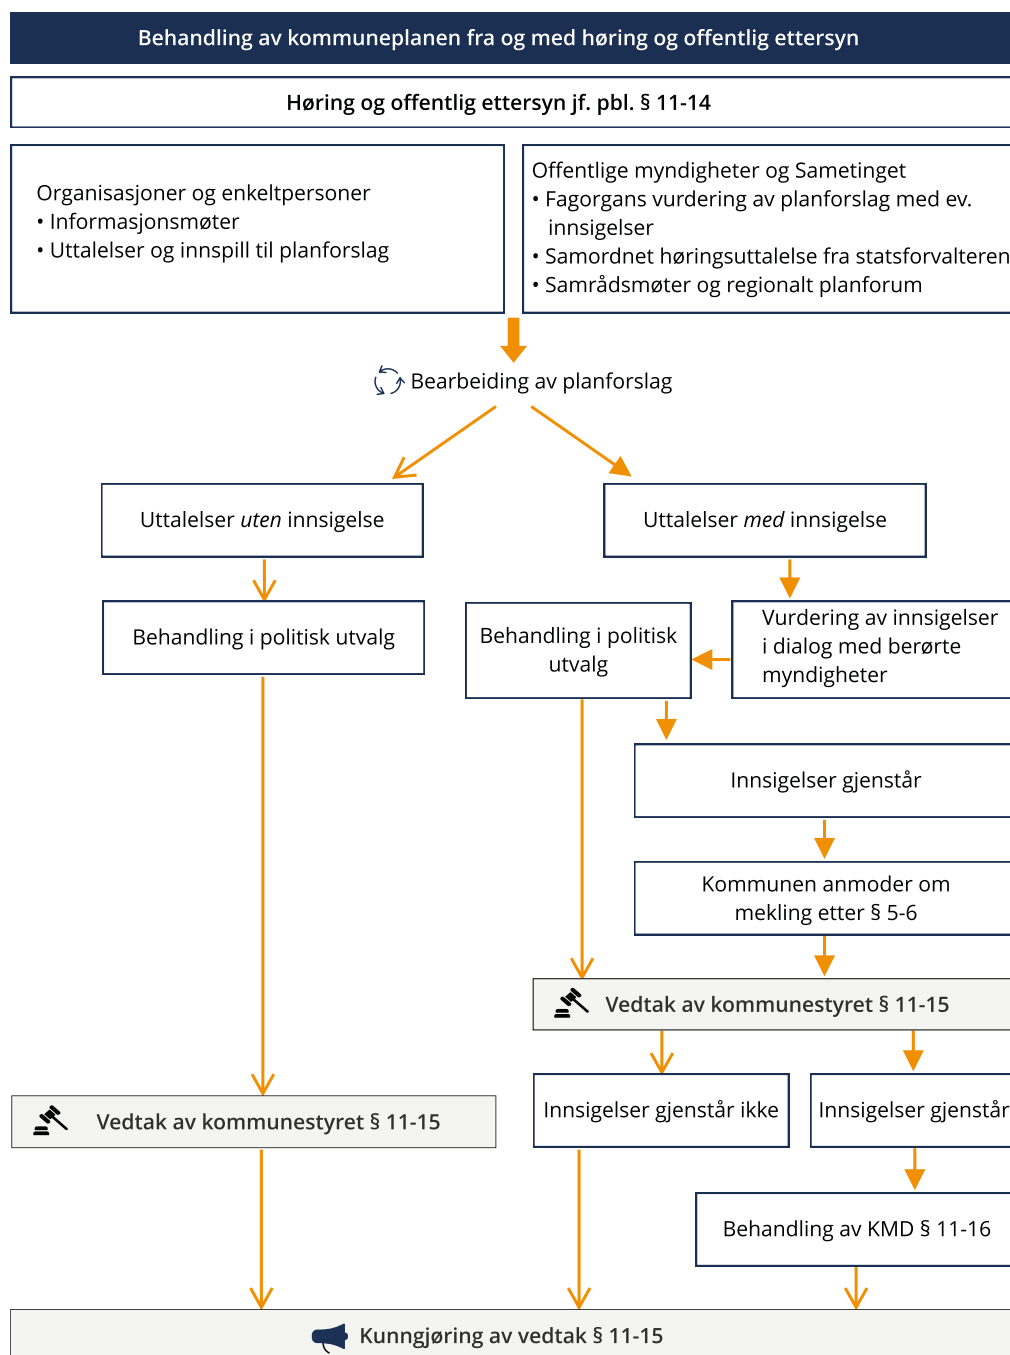 Behandling av kommuneplanen fra og med høring og offentlig ettersyn
Høring og offentlig ettersyn jf. pbl. § 11-14
Organisasjoner og enkeltpersoner
• Informasjonsmøter
• Uttalelser og innspill til planforslag
Offentlige myndigheter og Sametinget
• Fagorgans vurdering av planforslag med ev.
innsigelser
• Samordnet høringsuttalelse fra statsforvalteren
• Samrådsmøter og regionalt planforum
Bearbeiding av planforslag
Uttalelser uten innsigelse
Uttalelser med innsigelse
Behandling i politisk utvalg
Behandling i politisk
utvalg
Vurdering av innsigelser
i dialog med berørte
myndigheter
Innsigelser gjenstår
Kommunen anmoder om
mekling etter § 5-6
Vedtak av kommunestyret § 11-15
Innsigelser gjenstår ikke
Innsigelser gjenstår
Vedtak av kommunestyret § 11-15
Behandling av KMD § 11-16
Kunngjøring av vedtak § 11-15